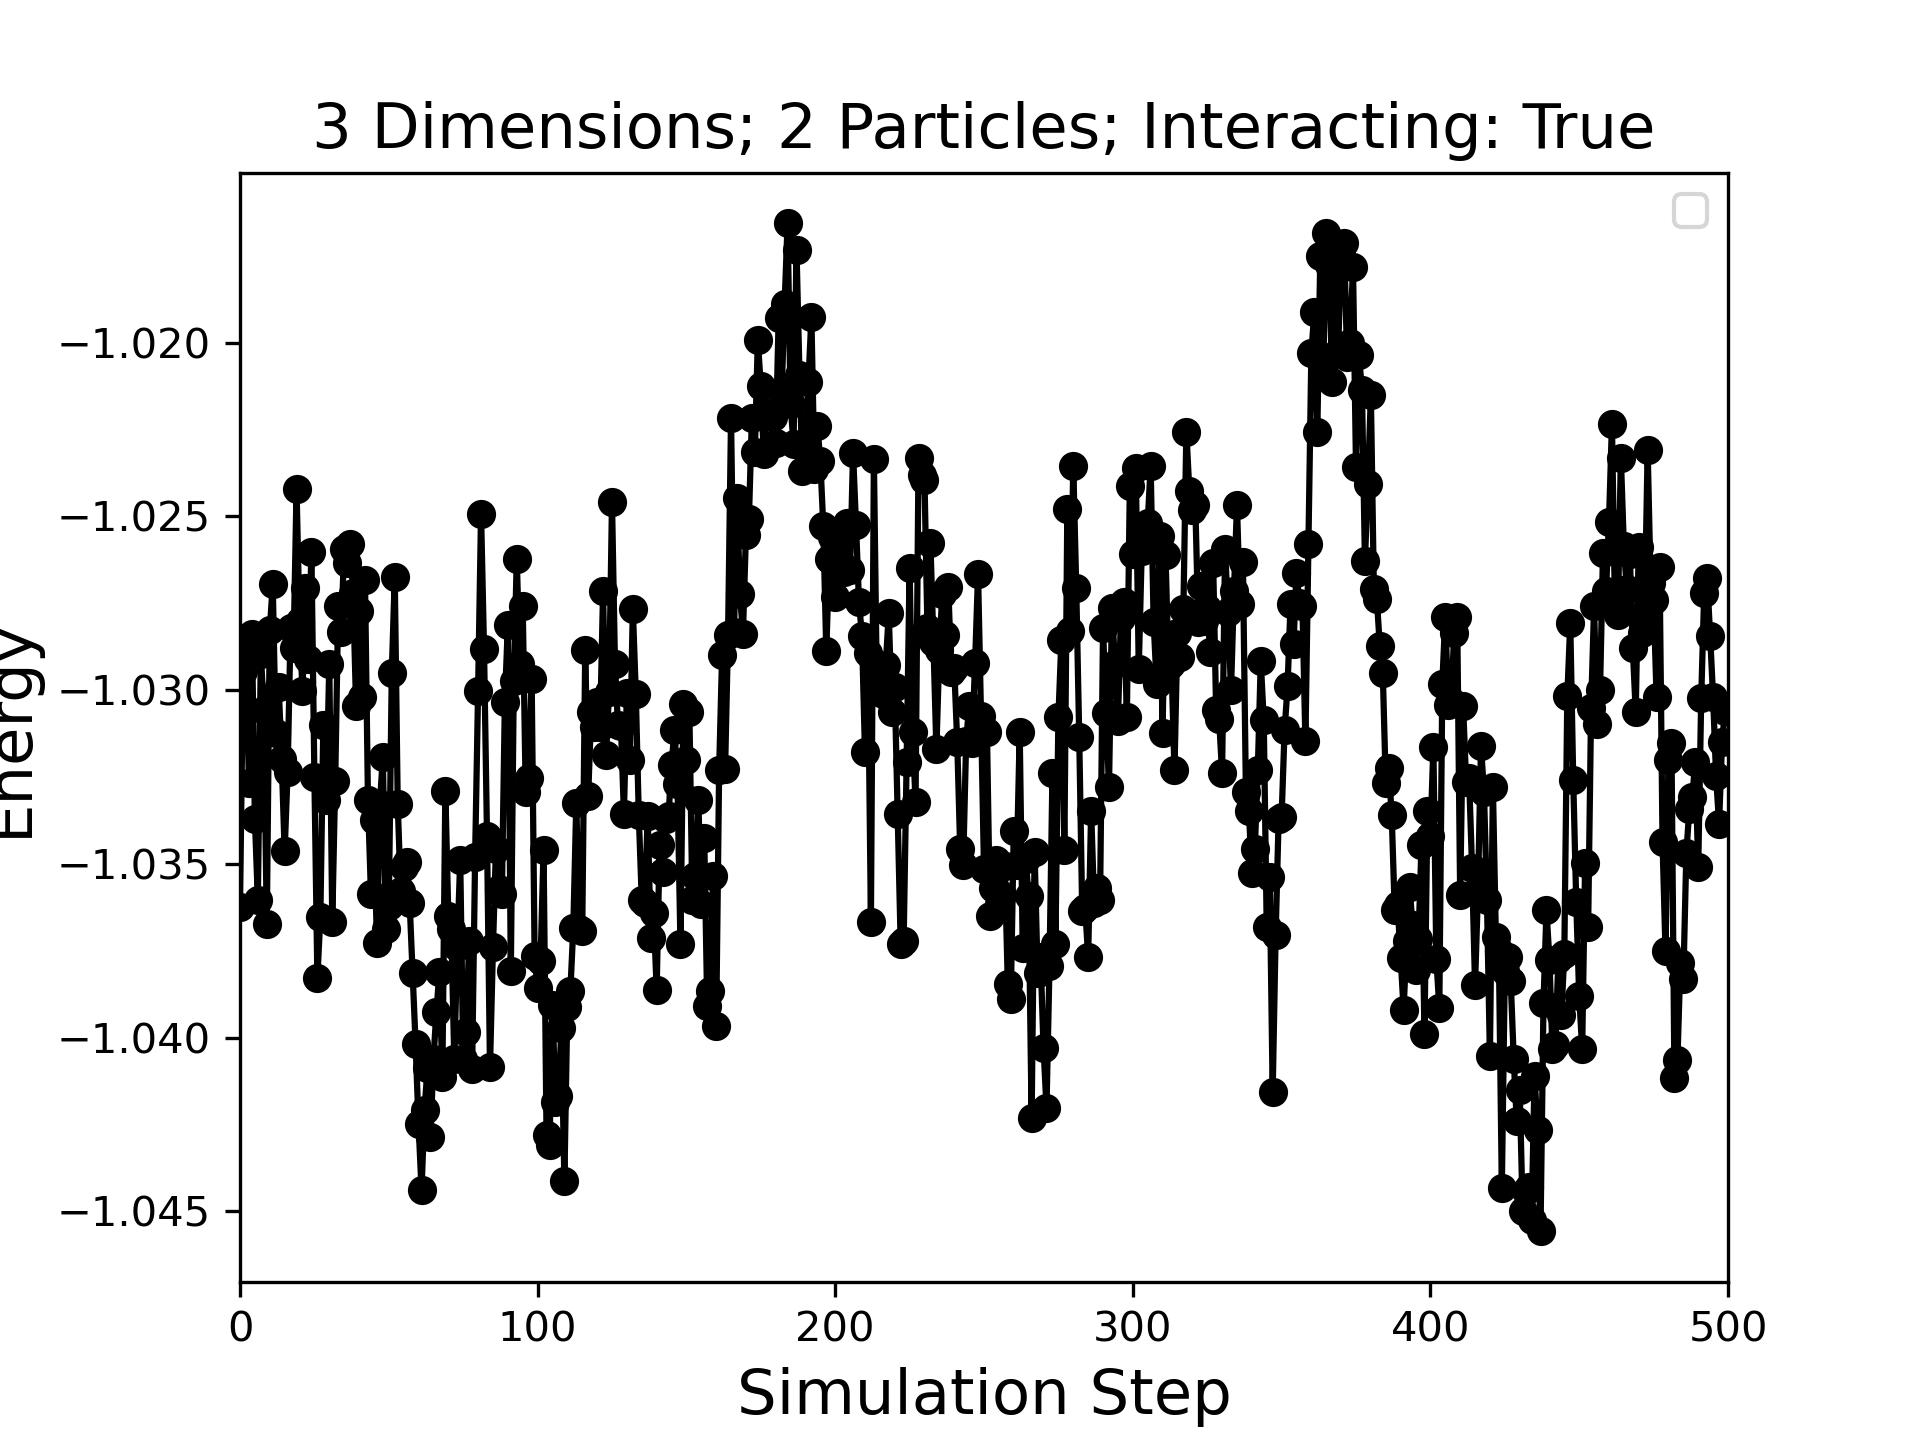 3 Dimensions; 2 Particles; Interacting: True
Energy
−1.020
−1.025
−1.030
−1.035
−1.040
−1.045
0 100 200 300 400 500
Simulation Step